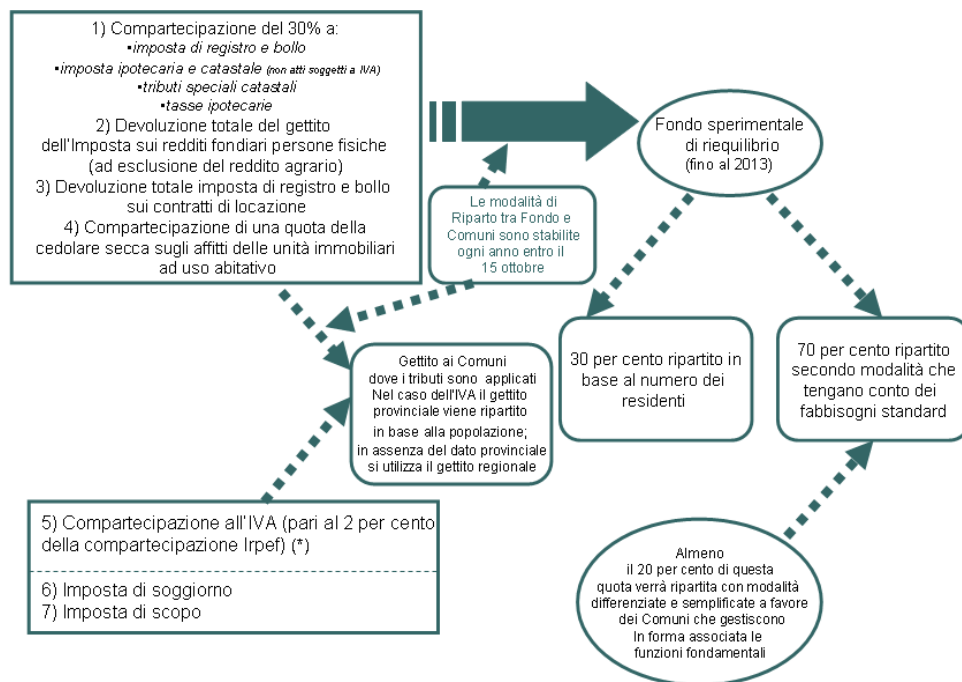 1) Compartecipazione del 30% a:
•imposta di registro e bollo
•imposta ipotecaria e catastale (non atti soggetti a IVA)
•tributi speciali catastali
•tasse ipotecarie
2) Devoluzione totale del gettito
dell'Imposta sui redditi fondiari persone fisiche
(ad esclusione del reddito agrario)
3) Devoluzione totale imposta di registro e bollo
sui contratti di locazione
4) Compartecipazione di una quota della
cedolare secca sugli affitti delle unità immobiliari
ad uso abitativo
Fondo sperimentale
di riequilibrio
(fino al 2013)
Le modalità di
Riparto tra Fondo e
Comuni sono stabilite
ogni anno entro il
15 ottobre
Gettito ai Comuni
dove i tributi sono applicati
Nel caso dell'IVA il gettito
provinciale viene ripartito
in base alla popolazione;
in assenza del dato provinciale
si utilizza il gettito regionale
30 per cento ripartito in
base al numero dei
residenti
70 per cento ripartito
secondo modalità che
tengano conto dei
fabbisogni standard
5) Compartecipazione all'IVA (pari al 2 per cento
della compartecipazione Irpef) (*)
6) Imposta di soggiorno
7) Imposta di scopo
Almeno
il 20 per cento di questa
quota verrà ripartita con modalità
differenziate e semplificate a favore
dei Comuni che gestiscono
In forma associata le
funzioni fondamentali